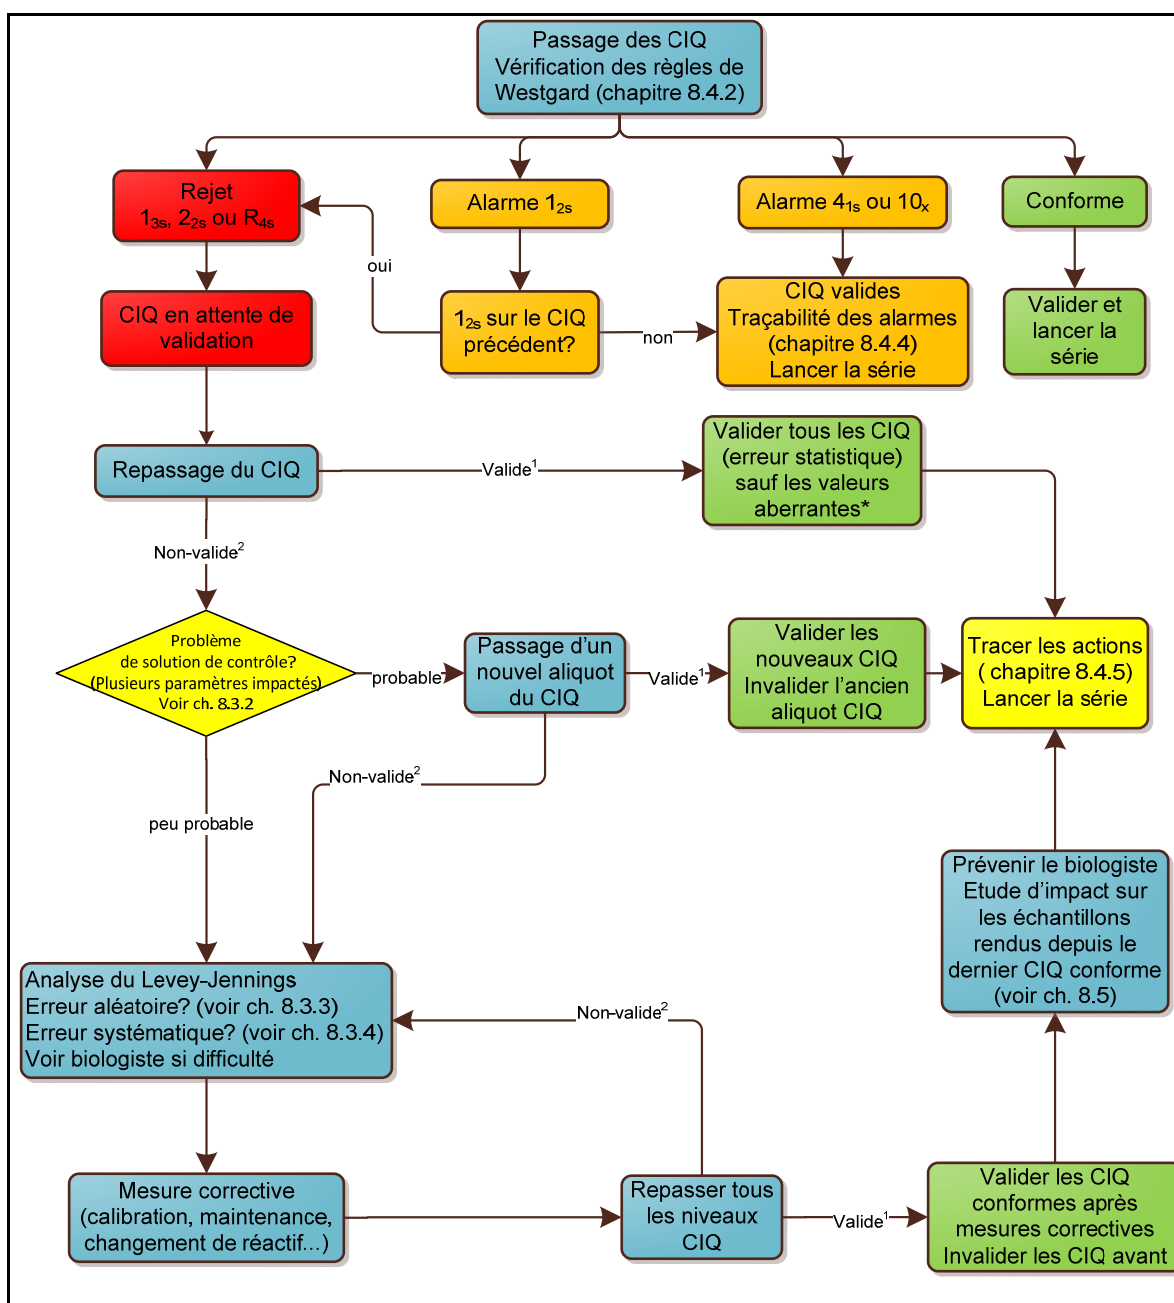 Passage des CIQ
Vérification des règles de
Westgard (chapitre 8.4.2)
Rejet
1₃ₛ, 2₂ₛ ou R₄ₛ
Alarme 1₂ₛ
Alarme 4₁ₛ ou 10ₓ
Conforme
oui
CIQ en attente de
validation
1₂ₛ sur le CIQ
précédent?
non
CIQ valides
Traçabilité des alarmes
(chapitre 8.4.4)
Lancer la série
Valider et
lancer la
série
Repassage du CIQ
Valide¹
Valider tous les CIQ
(erreur statistique)
sauf les valeurs
aberrantes*
Non-valide²
Problème
de solution de contrôle?
(Plusieurs paramètres impactés)
Voir ch. 8.3.2
probable
Passage d'un
nouvel aliquot
du CIQ
Valide¹
Valider les
nouveaux CIQ
Invalider l'ancien
aliquot CIQ
Tracer les actions
( chapitre 8.4.5)
Lancer la série
Non-valide²
peu probable
Prévenir le biologiste
Etude d'impact sur
les échantillons
rendus depuis le
dernier CIQ conforme
(voir ch. 8.5)
Analyse du Levey-Jennings
Erreur aléatoire? (voir ch. 8.3.3)
Erreur systématique? (voir ch. 8.3.4)
Voir biologiste si difficulté
Non-valide²
Mesure corrective
(calibration, maintenance,
changement de réactif...)
Repasser tous
les niveaux
CIQ
Valide¹
Valider les CIQ
conformes après
mesures correctives
Invalider les CIQ avant